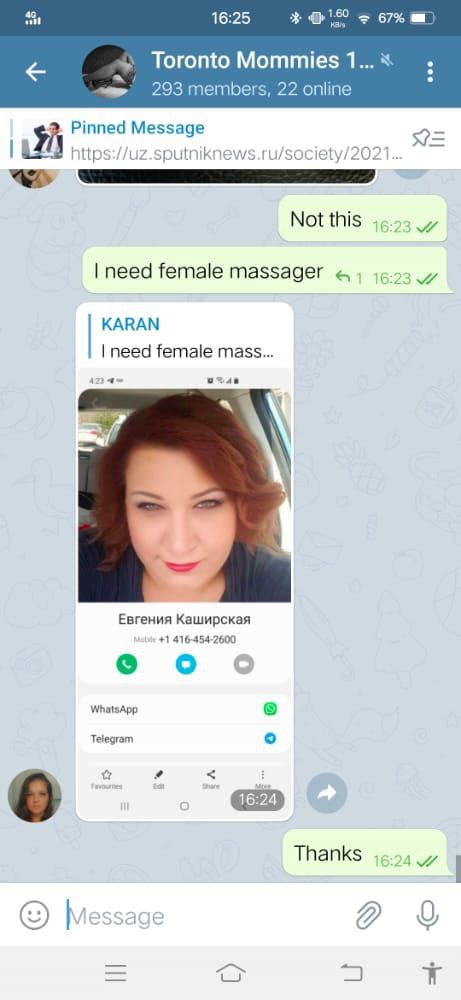 4G 16:25 1.60 KB/s 67%
Toronto Mommies 1...
293 members, 22 online
Pinned Message
https://uz.sputniknews.ru/society/2021...
Not this 16:23
I need female massager 1 16:23
KARAN
I need female mass...
4:23
Евгения Каширская
Mobile +1 416-454-2600
WhatsApp
Telegram
Favourites Edit Share More
16:24
Thanks 16:24
Message